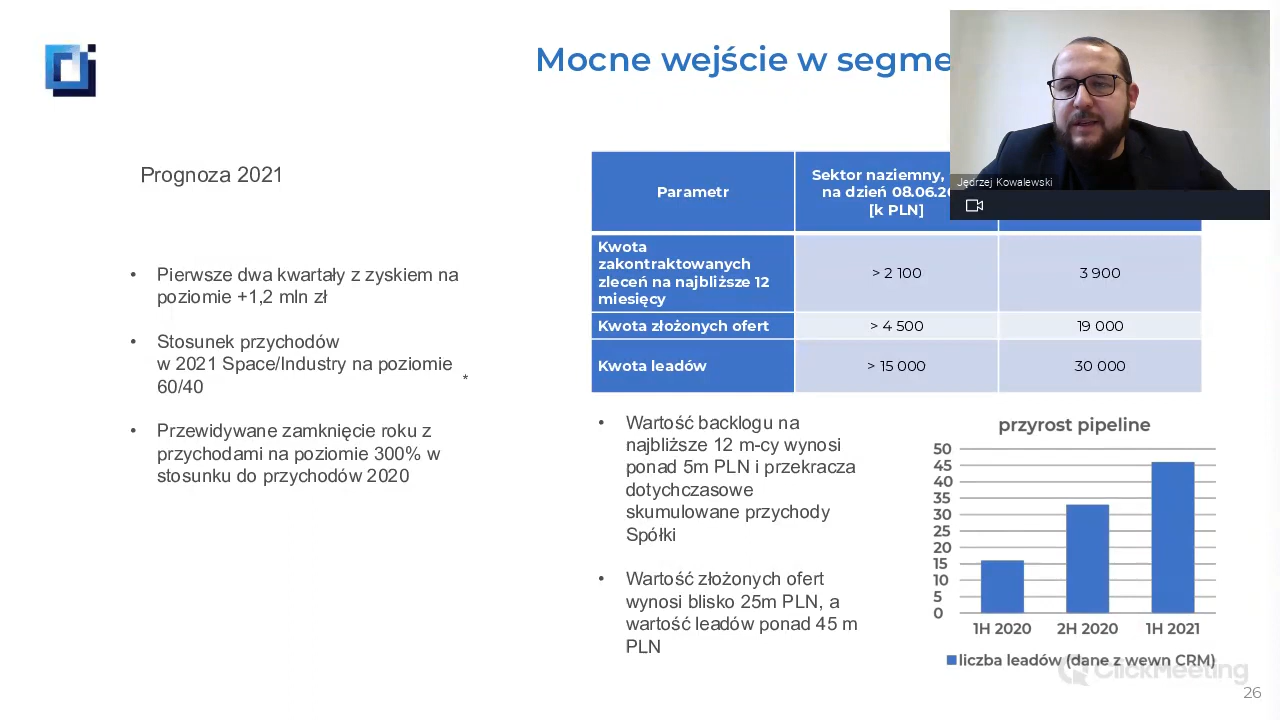 Mocne wejście w
Jędrzej Kowalewski
Prognoza 2021
• Pierwsze dwa kwartały z zyskiem na
poziomie +1,2 mln zł
• Stosunek przychodów
w 2021 Space/Industry na poziomie
60/40 *
• Przewidywane zamknięcie roku z
przychodami na poziomie 300% w
stosunku do przychodów 2020
Parametr
Sektor naziemny,
na dzień
[k PLN]
Kwota
zakontraktowanych
zleceń na najbliższe 12
miesięcy
> 2 100
3 900
Kwota złożonych ofert
> 4 500
19 000
Kwota leadów
> 15 000
30 000
• Wartość backlogu na
najbliższe 12 m-cy wynosi
ponad 5m PLN i przekracza
dotychczasowe
skumulowane przychody
Spółki
• Wartość złożonych ofert
wynosi blisko 25m PLN, a
wartość leadów ponad 45 m
PLN
przyrost pipeline
50
45
40
35
30
25
20
15
10
5
0
1H 2020
2H 2020
1H 2021
liczba leadów (dane z wewn CRM)
ClickMeeting
26